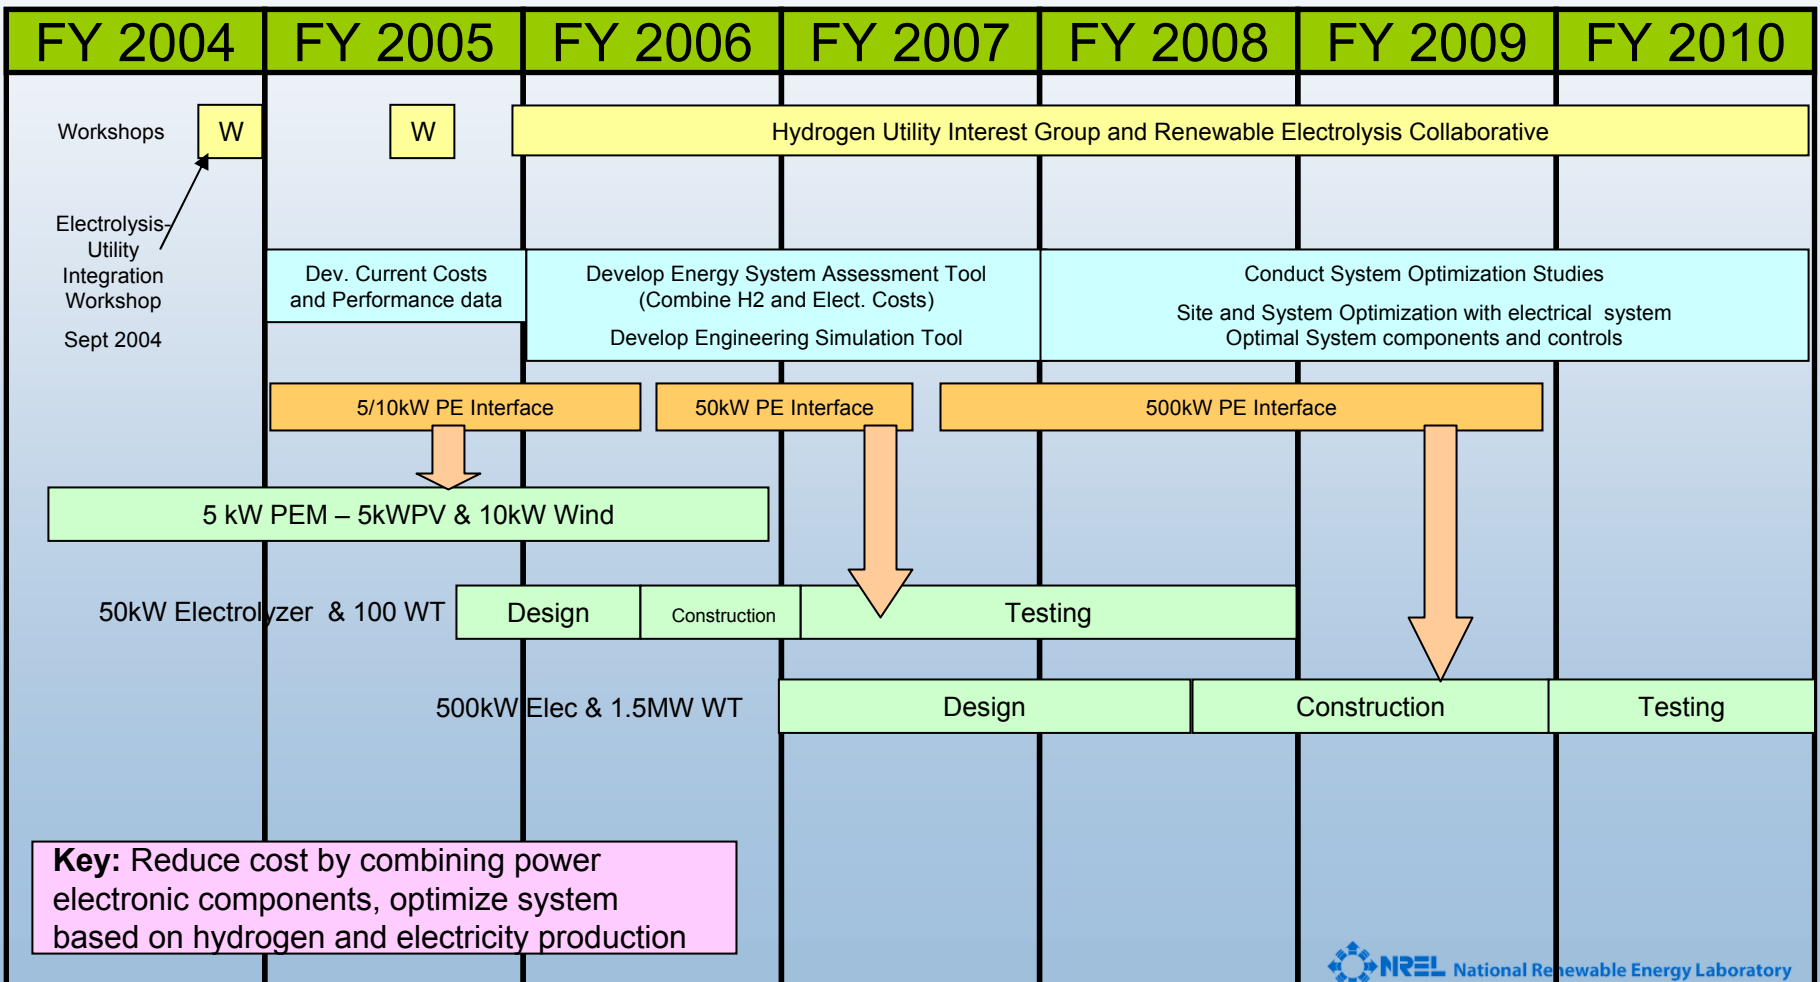 FY 2004 FY 2005 FY 2006 FY 2007 FY 2008 FY 2009 FY 2010
Workshops
W
W
Hydrogen Utility Interest Group and Renewable Electrolysis Collaborative
Electrolysis-
Utility
Integration
Workshop
Sept 2004
Dev. Current Costs
and Performance data
Develop Energy System Assessment Tool
(Combine H2 and Elect. Costs)
Develop Engineering Simulation Tool
Conduct System Optimization Studies
Site and System Optimization with electrical system
Optimal System components and controls
5/10kW PE Interface
50kW PE Interface
500kW PE Interface
5 kW PEM – 5kWPV & 10kW Wind
50kW Electrolyzer & 100 WT
Design
Construction
Testing
500kW Elec & 1.5MW WT
Design
Construction
Testing
Key: Reduce cost by combining power
electronic components, optimize system
based on hydrogen and electricity production
NREL National Renewable Energy Laboratory